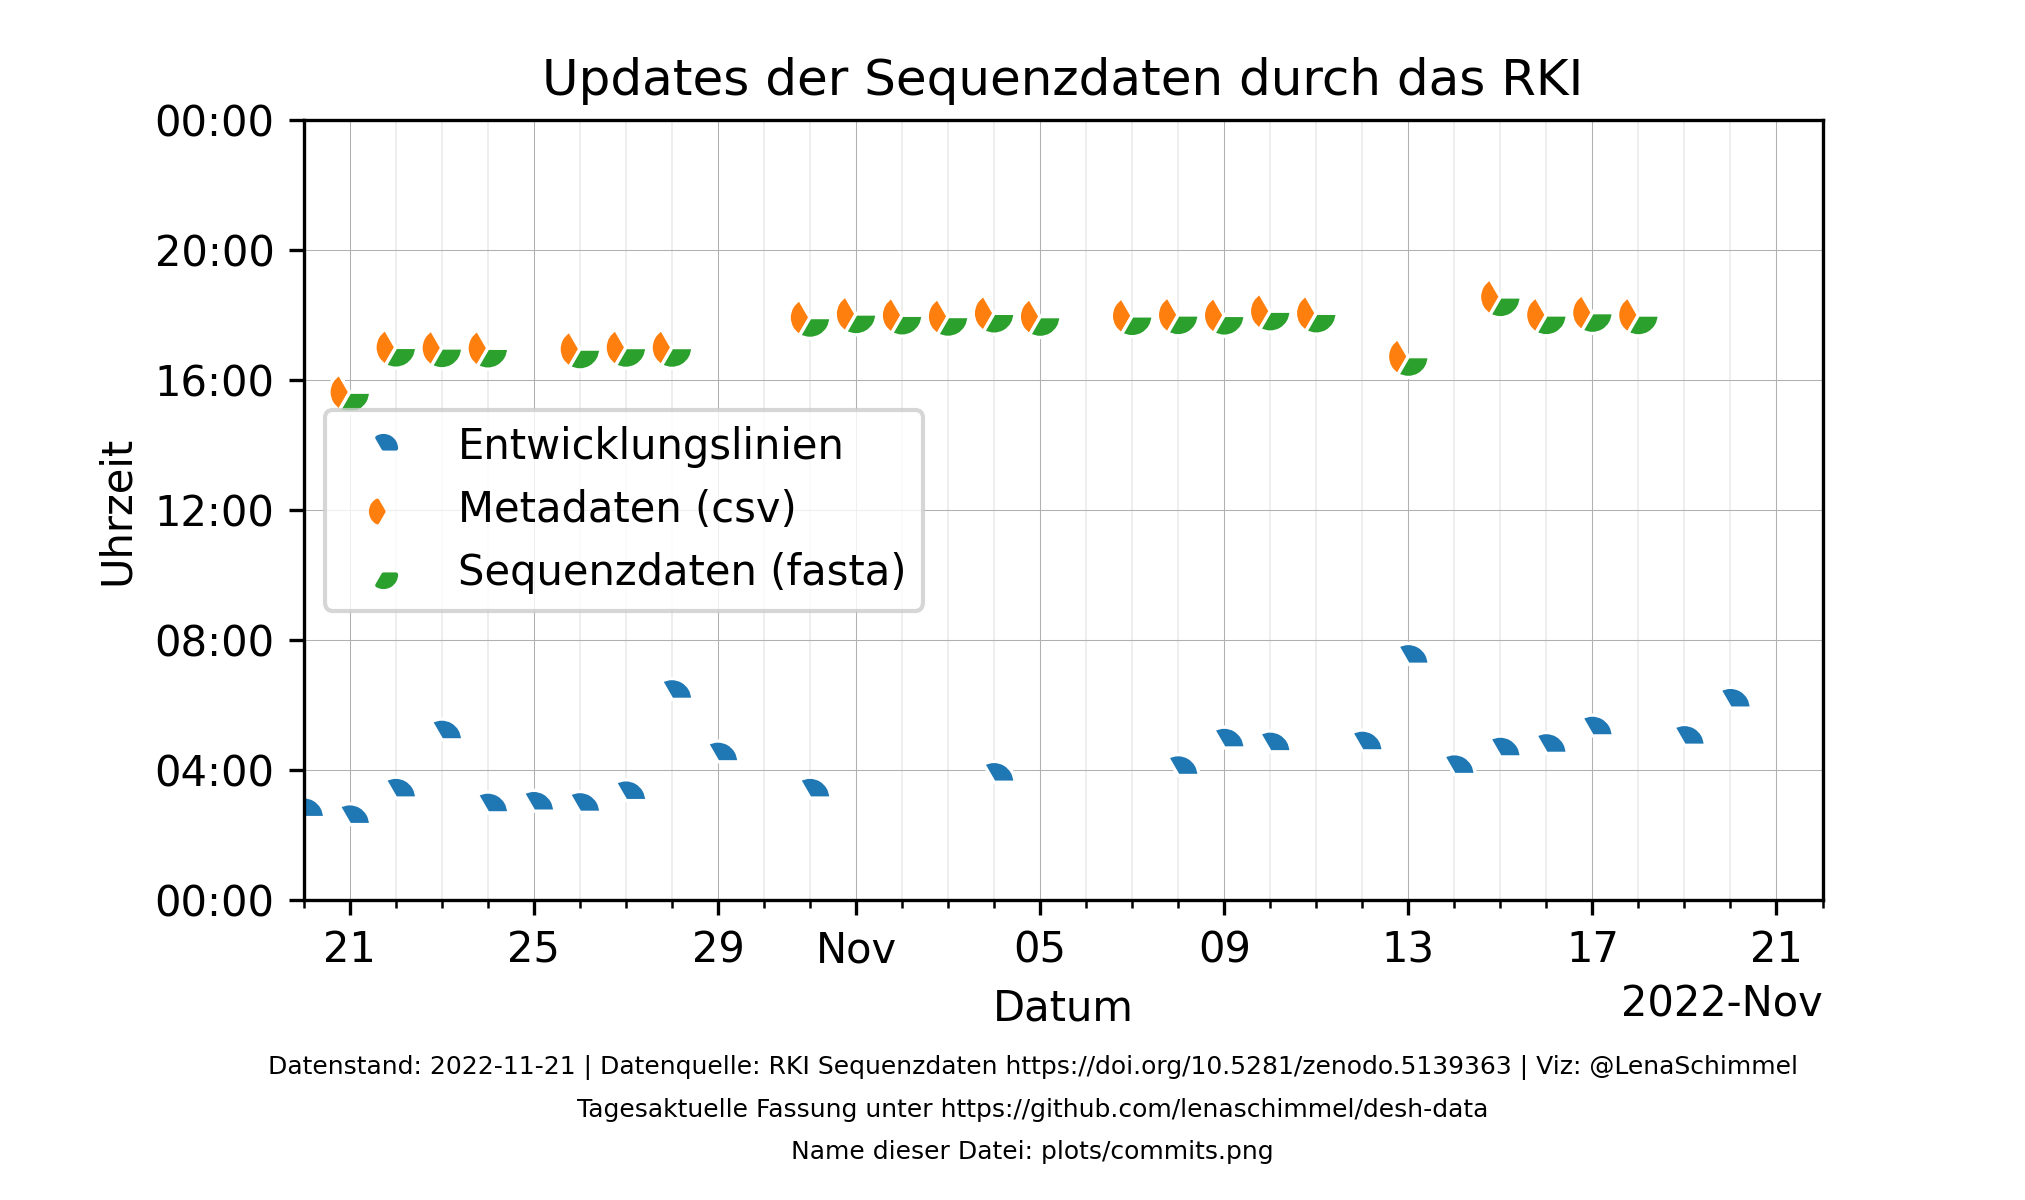 Updates der Sequenzdaten durch das RKI
00:00
20:00
16:00
12:00
08:00
04:00
00:00
Uhrzeit
Entwicklungslinien
Metadaten (csv)
Sequenzdaten (fasta)
21 25 29 Nov 05 09 13 17 21
2022-Nov
Datum
Datenstand: 2022-11-21 | Datenquelle: RKI Sequenzdaten https://doi.org/10.5281/zenodo.5139363 | Viz: @LenaSchimmel
Tagesaktuelle Fassung unter https://github.com/lenaschimmel/desh-data
Name dieser Datei: plots/commits.png